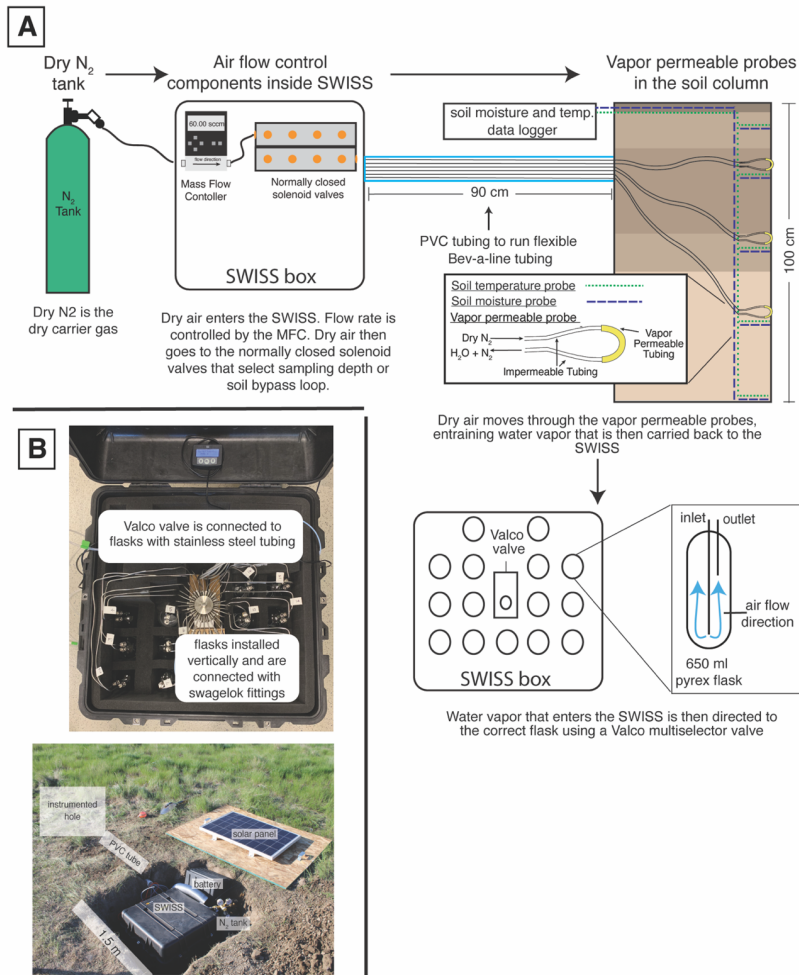 A
Dry N2
tank
Air flow control
components inside SWISS
Vapor permeable probes
in the soil column
60.00 sccm
flow direction
Mass Flow
Contoller
Normally closed
solenoid valves
N2
Tank
SWISS box
soil moisture and temp.
data logger
90 cm
100 cm
PVC tubing to run flexible
Bev-a-line tubing
Soil temperature probe
Soil moisture probe
Vapor permeable probe
Dry N2
H2O + N2
Vapor
Permeable
Tubing
Impermeable Tubing
Dry N2 is the
dry carrier gas
Dry air enters the SWISS. Flow rate is
controlled by the MFC. Dry air then
goes to the normally closed solenoid
valves that select sampling depth or
soil bypass loop.
Dry air moves through the vapor permeable probes,
entraining water vapor that is then carried back to the
SWISS
B
Valco valve is connected to
flasks with stainless steel tubing
flasks installed
vertically and are
connected with
swagelok fittings
Valco
valve
SWISS box
inlet
outlet
air flow
direction
650 ml
pyrex flask
Water vapor that enters the SWISS is then directed to
the correct flask using a Valco multiselector valve
instrumented
hole
solar panel
PVC tube
battery
SWISS
N2 tank
1.5 m